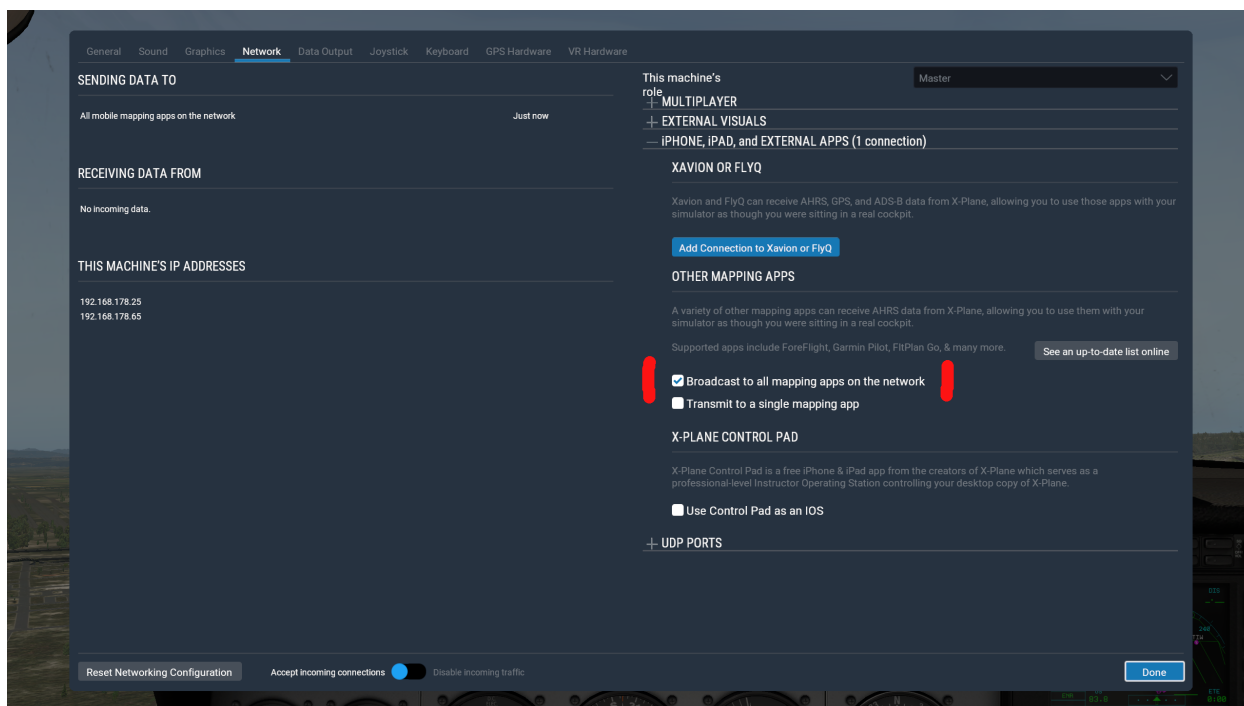 General Sound Graphics Network Data Output Joystick Keyboard GPS Hardware VR Hardware
SENDING DATA TO
All mobile mapping apps on the network Just now
RECEIVING DATA FROM
No incoming data.
THIS MACHINE'S IP ADDRESSES
192.168.178.25
192.168.178.65
This machine's
role
Master
MULTIPLAYER
EXTERNAL VISUALS
iPHONE, iPAD, and EXTERNAL APPS (1 connection)
XAVION OR FLYQ
Xavion and FlyQ can receive AHRS, GPS, and ADS-B data from X-Plane, allowing you to use those apps with your
simulator as though you were sitting in a real cockpit.
Add Connection to Xavion or FlyQ
OTHER MAPPING APPS
A variety of other mapping apps can receive AHRS data from X-Plane, allowing you to use them with your
simulator as though you were sitting in a real cockpit.
Supported apps include ForeFlight, Garmin Pilot, FltPlan Go, & many more.
See an up-to-date list online
Broadcast to all mapping apps on the network
Transmit to a single mapping app
X-PLANE CONTROL PAD
X-Plane Control Pad is a free iPhone & iPad app from the creators of X-Plane which serves as a
professional-level Instructor Operating Station controlling your desktop copy of X-Plane.
Use Control Pad as an IOS
UDP PORTS
Reset Networking Configuration Accept incoming connections Disable incoming traffic Done
DIS
240
ETE
0:00
83.8
N